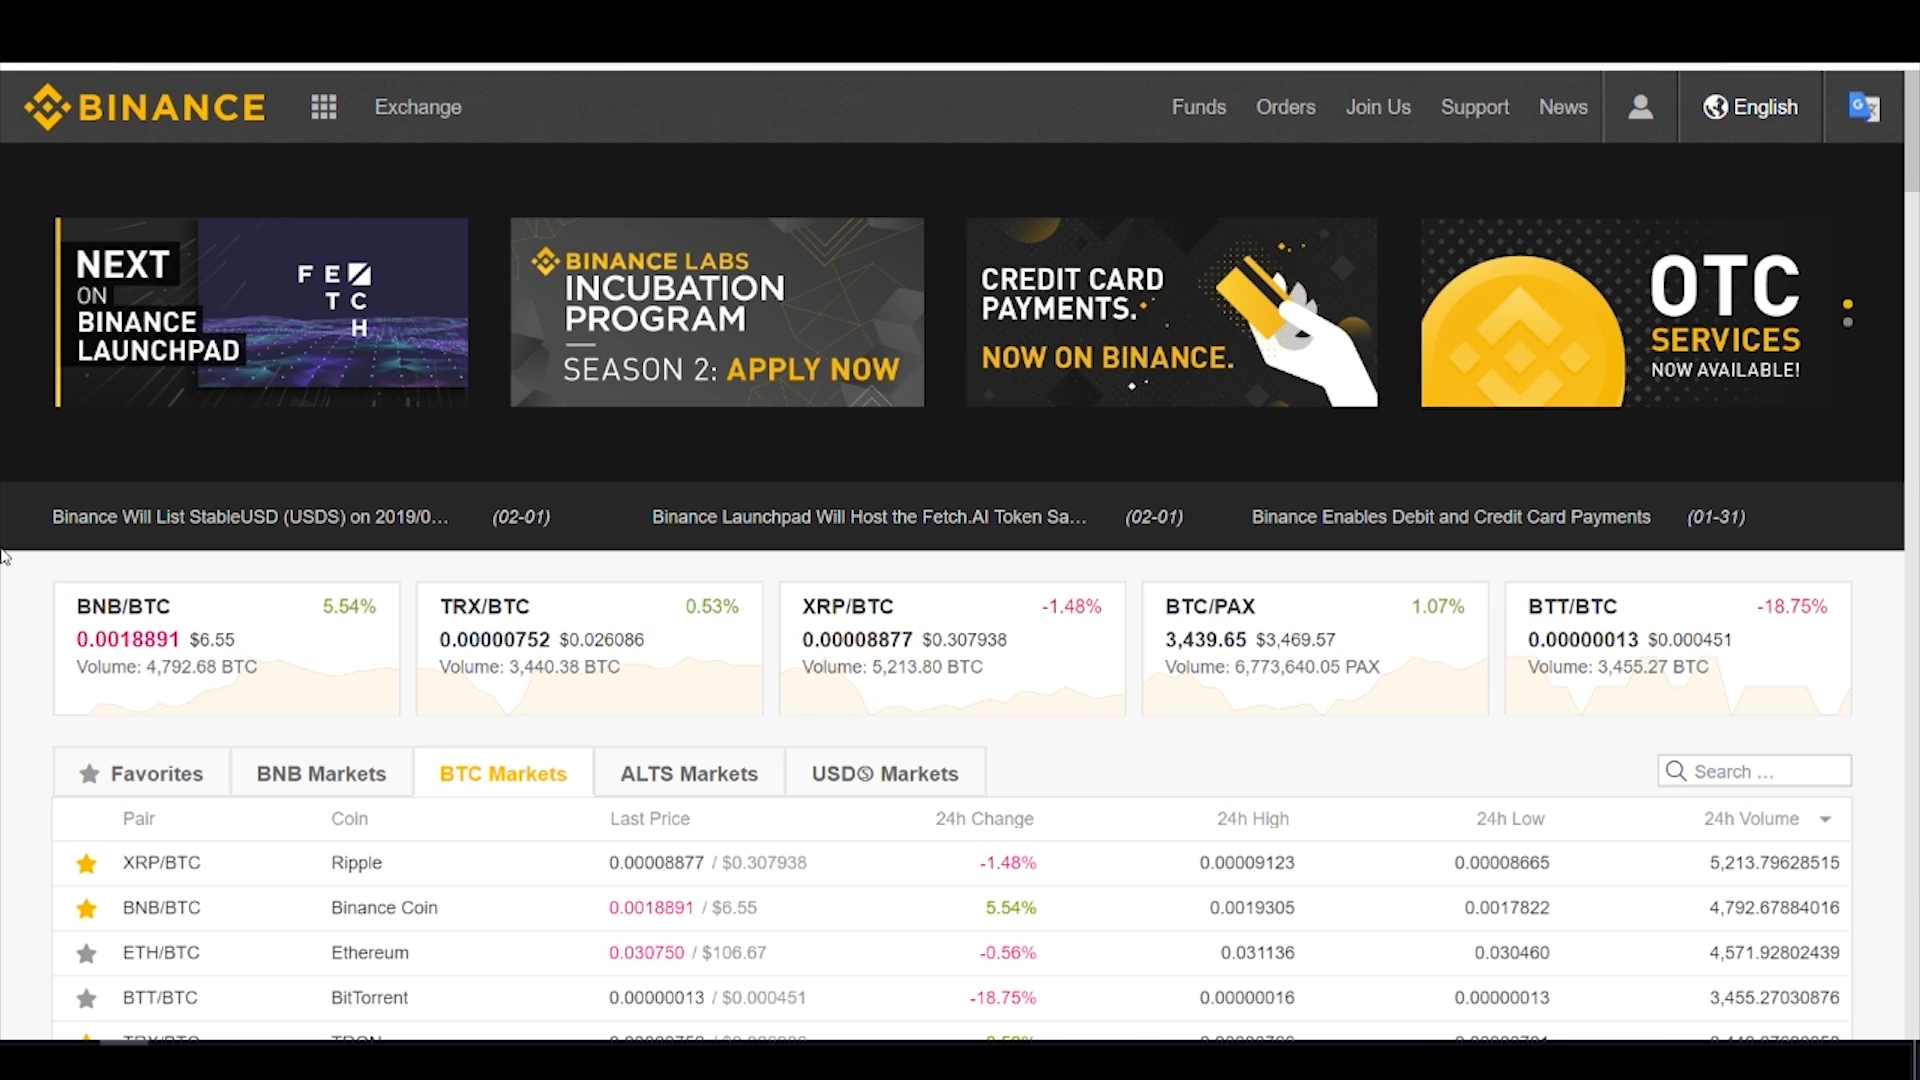 BINANCE
Exchange
Funds Orders Join Us Support News English
NEXT
ON
BINANCE
LAUNCHPAD
FETCH
BINANCE LABS
INCUBATION
PROGRAM
SEASON 2: APPLY NOW
CREDIT CARD
PAYMENTS.
NOW ON BINANCE.
OTC
SERVICES
NOW AVAILABLE!
Binance Will List StableUSD (USDS) on 2019/0... (02-01)
Binance Launchpad Will Host the Fetch.AI Token Sa... (02-01)
Binance Enables Debit and Credit Card Payments (01-31)
BNB/BTC 5.54%
0.0018891 $6.55
Volume: 4,792.68 BTC
TRX/BTC 0.53%
0.00000752 $0.026086
Volume: 3,440.38 BTC
XRP/BTC -1.48%
0.00008877 $0.307938
Volume: 5,213.80 BTC
BTC/PAX 1.07%
3,439.65 $3,469.57
Volume: 6,773,640.05 PAX
BTT/BTC -18.75%
0.00000013 $0.000451
Volume: 3,455.27 BTC
Favorites BNB Markets BTC Markets ALTS Markets USDⓈ Markets
Search ...
Pair Coin Last Price 24h Change 24h High 24h Low 24h Volume
XRP/BTC Ripple 0.00008877 / $0.307938 -1.48% 0.00009123 0.00008665 5,213.79628515
BNB/BTC Binance Coin 0.0018891 / $6.55 5.54% 0.0019305 0.0017822 4,792.67884016
ETH/BTC Ethereum 0.030750 / $106.67 -0.56% 0.031136 0.030460 4,571.92802439
BTT/BTC BitTorrent 0.00000013 / $0.000451 -18.75% 0.00000016 0.00000013 3,455.27030876
TRX/BTC TRON